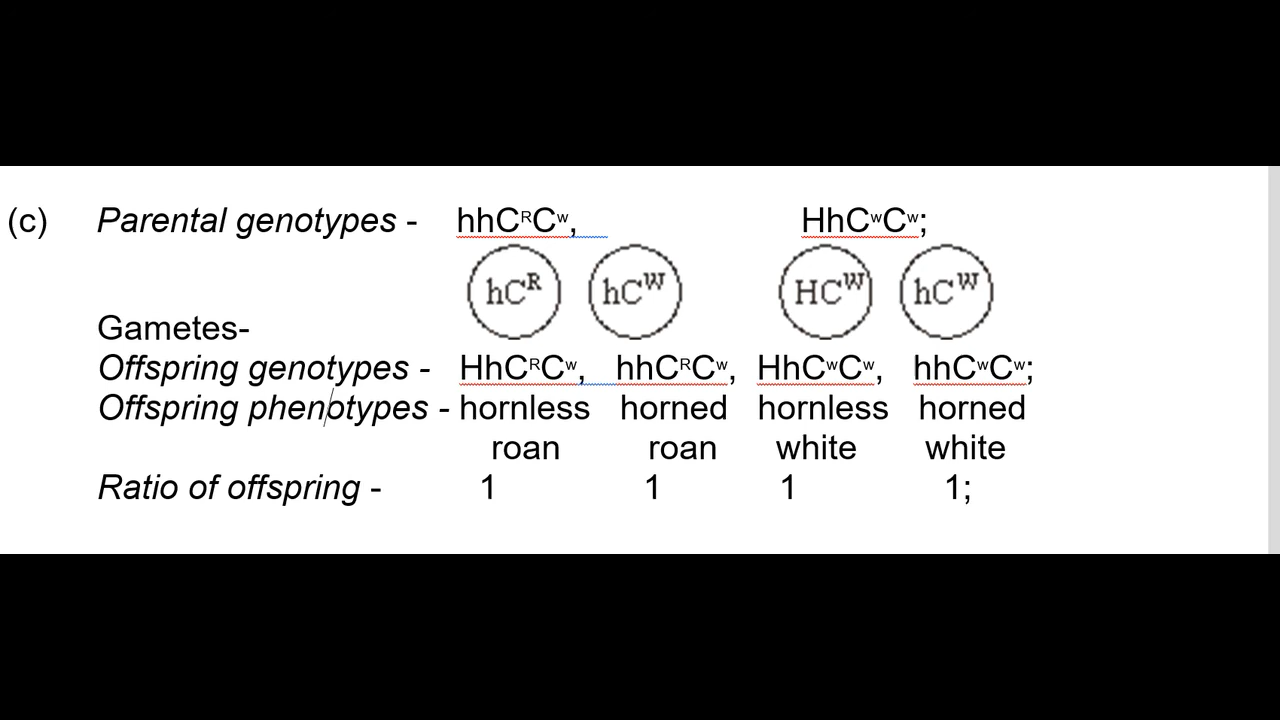 (c) Parental genotypes - hhCᴿCʷ, HhCʷCʷ;
hCᴿ hCᵂ HCᵂ hCᵂ
Gametes-
Offspring genotypes - HhCᴿCʷ, hhCᴿCʷ, HhCʷCʷ, hhCʷCʷ;
Offspring phenotypes - hornless horned hornless horned
roan roan white white
Ratio of offspring - 1 1 1 1;